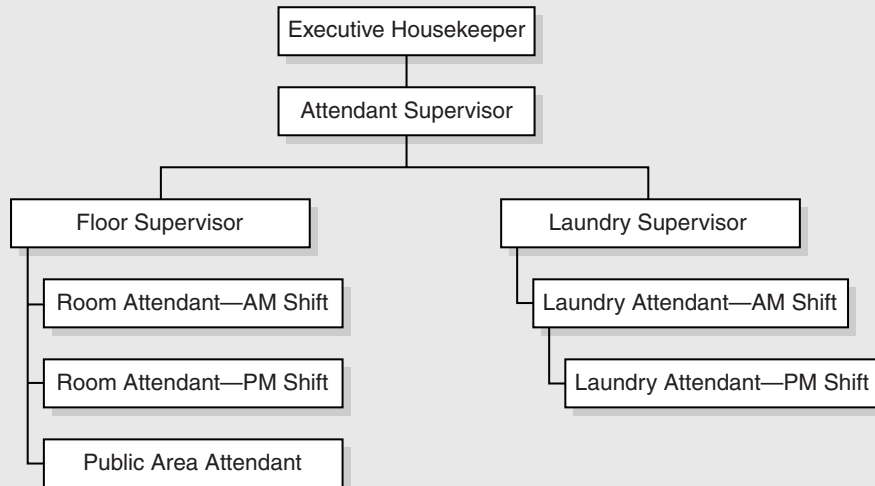 Executive Housekeeper
Attendant Supervisor
Floor Supervisor
Laundry Supervisor
Room Attendant—AM Shift
Laundry Attendant—AM Shift
Room Attendant—PM Shift
Laundry Attendant—PM Shift
Public Area Attendant